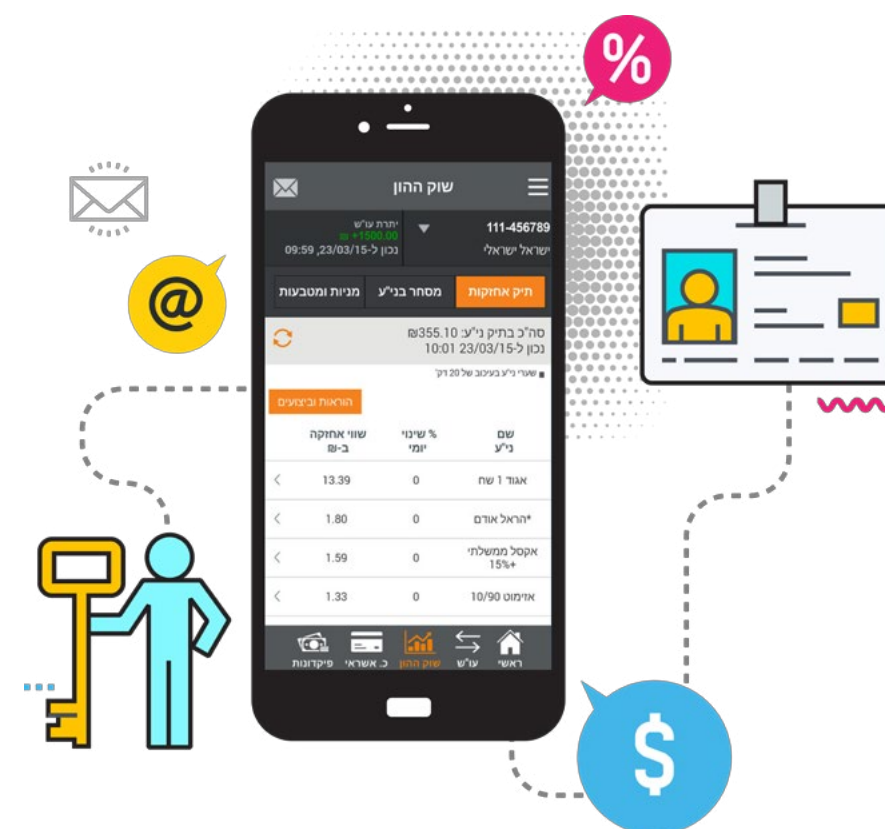 %
שוק ההון
111-456789
ישראל ישראלי
יתרת עו"ש
₪ +1500.00
נכון ל-23/03/15, 09:59
תיק אחזקות
מסחר בני"ע
מניות ומטבעות
סה"כ בתיק ני"ע: 355.10₪
נכון ל-23/03/15 10:01
שערי ני"ע בעיכוב של 20 דק'
הוראות וביצועים
שם ני"ע
% שינוי יומי
שווי אחזקה ב-₪
אגוד 1 שח 0 13.39
*הראל אודם 0 1.80
אקסל ממשלתי +15% 0 1.59
אזימוט 10/90 0 1.33
ראשי
עו"ש
שוק ההון
כ. אשראי
פיקדונות
@
$